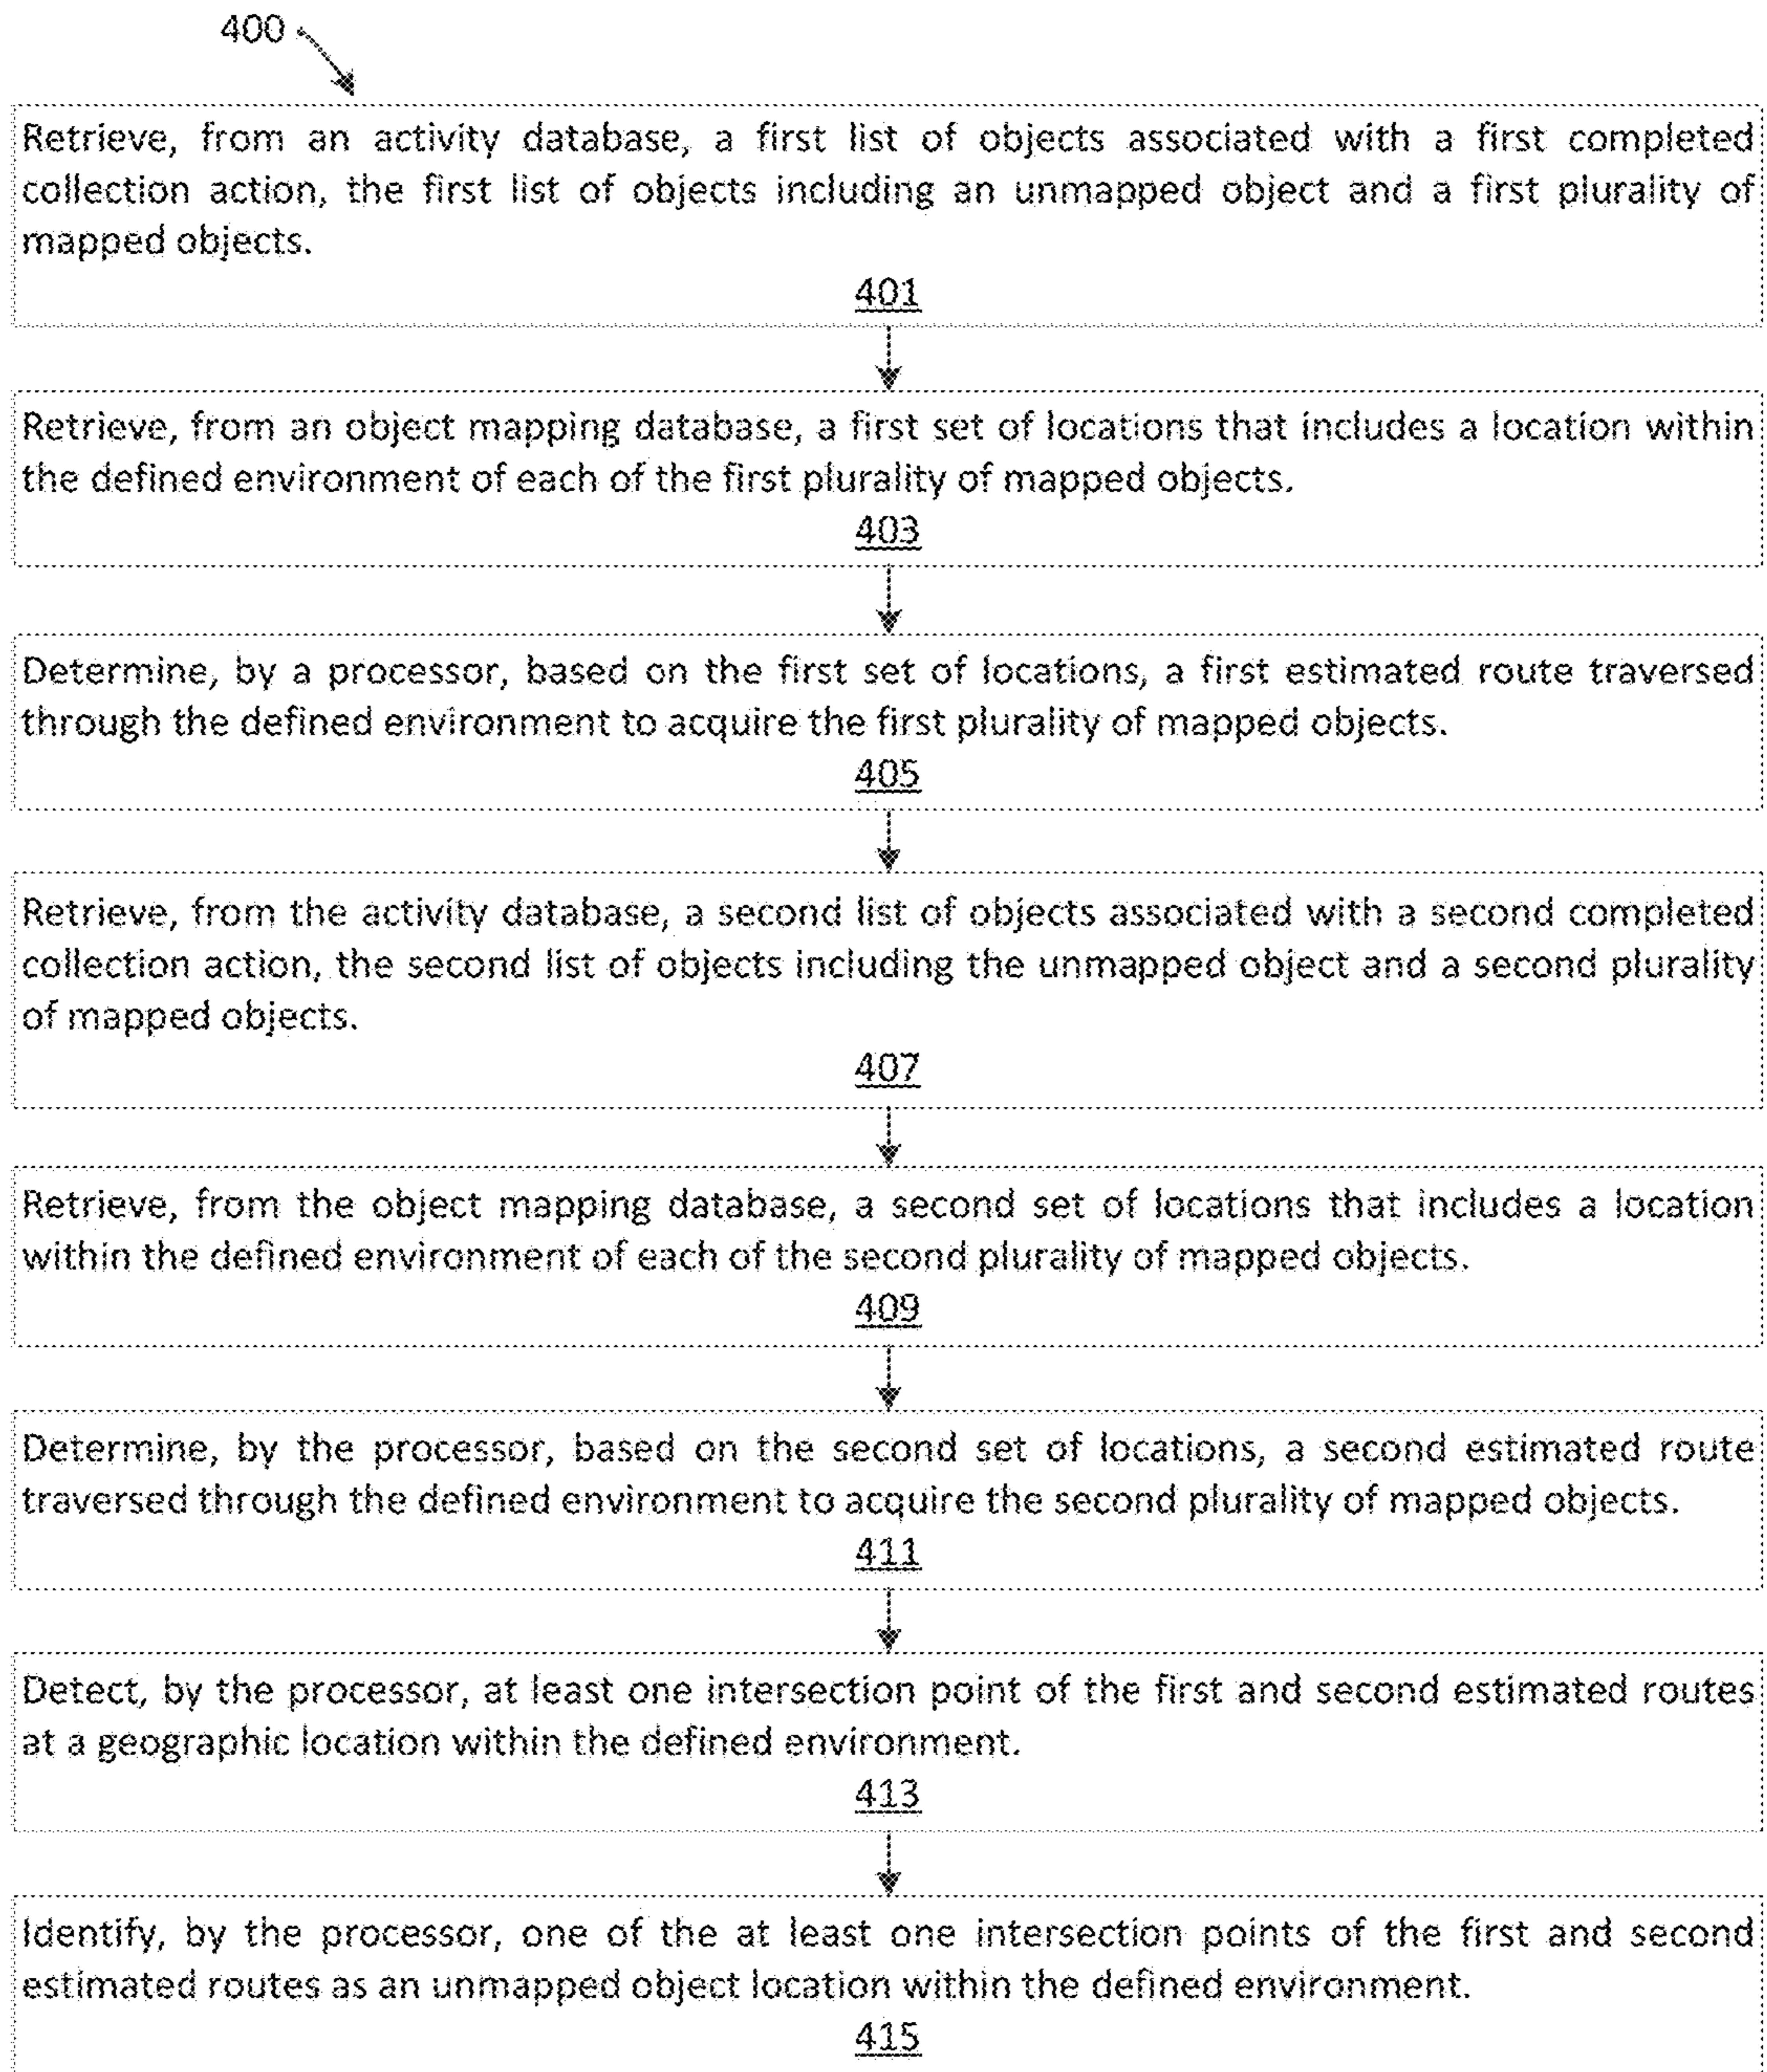 400
Retrieve, from an activity database, a first list of objects associated with a first completed
collection action, the first list of objects including an unmapped object and a first plurality of
mapped objects.
401
Retrieve, from an object mapping database, a first set of locations that includes a location within
the defined environment of each of the first plurality of mapped objects.
403
Determine, by a processor, based on the first set of locations, a first estimated route traversed
through the defined environment to acquire the first plurality of mapped objects.
405
Retrieve, from the activity database, a second list of objects associated with a second completed
collection action, the second list of objects including the unmapped object and a second plurality
of mapped objects.
407
Retrieve, from the object mapping database, a second set of locations that includes a location
within the defined environment of each of the second plurality of mapped objects.
409
Determine, by the processor, based on the second set of locations, a second estimated route
traversed through the defined environment to acquire the second plurality of mapped objects.
411
Detect, by the processor, at least one intersection point of the first and second estimated routes
at a geographic location within the defined environment.
413
Identify, by the processor, one of the at least one intersection points of the first and second
estimated routes as an unmapped object location within the defined environment.
415